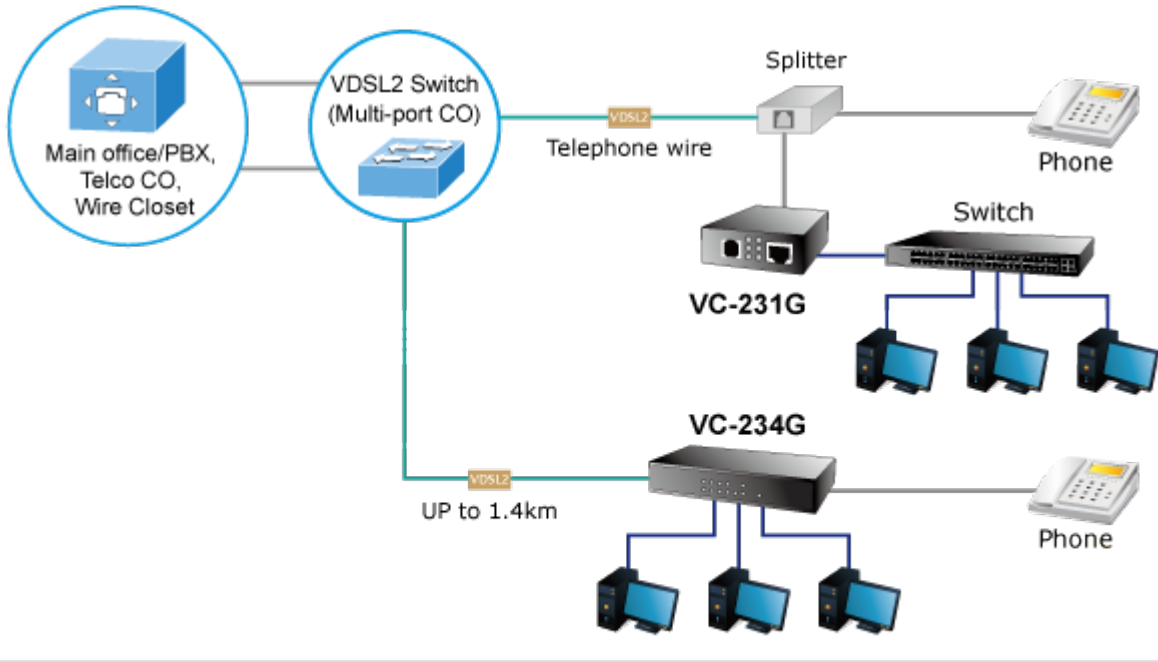 Splitter
VDSL2 Switch
(Multi-port CO)
VDSL2
Telephone wire
Main office/PBX,
Telco CO,
Wire Closet
Phone
Switch
VC-231G
VC-234G
VDSL2
UP to 1.4km
Phone